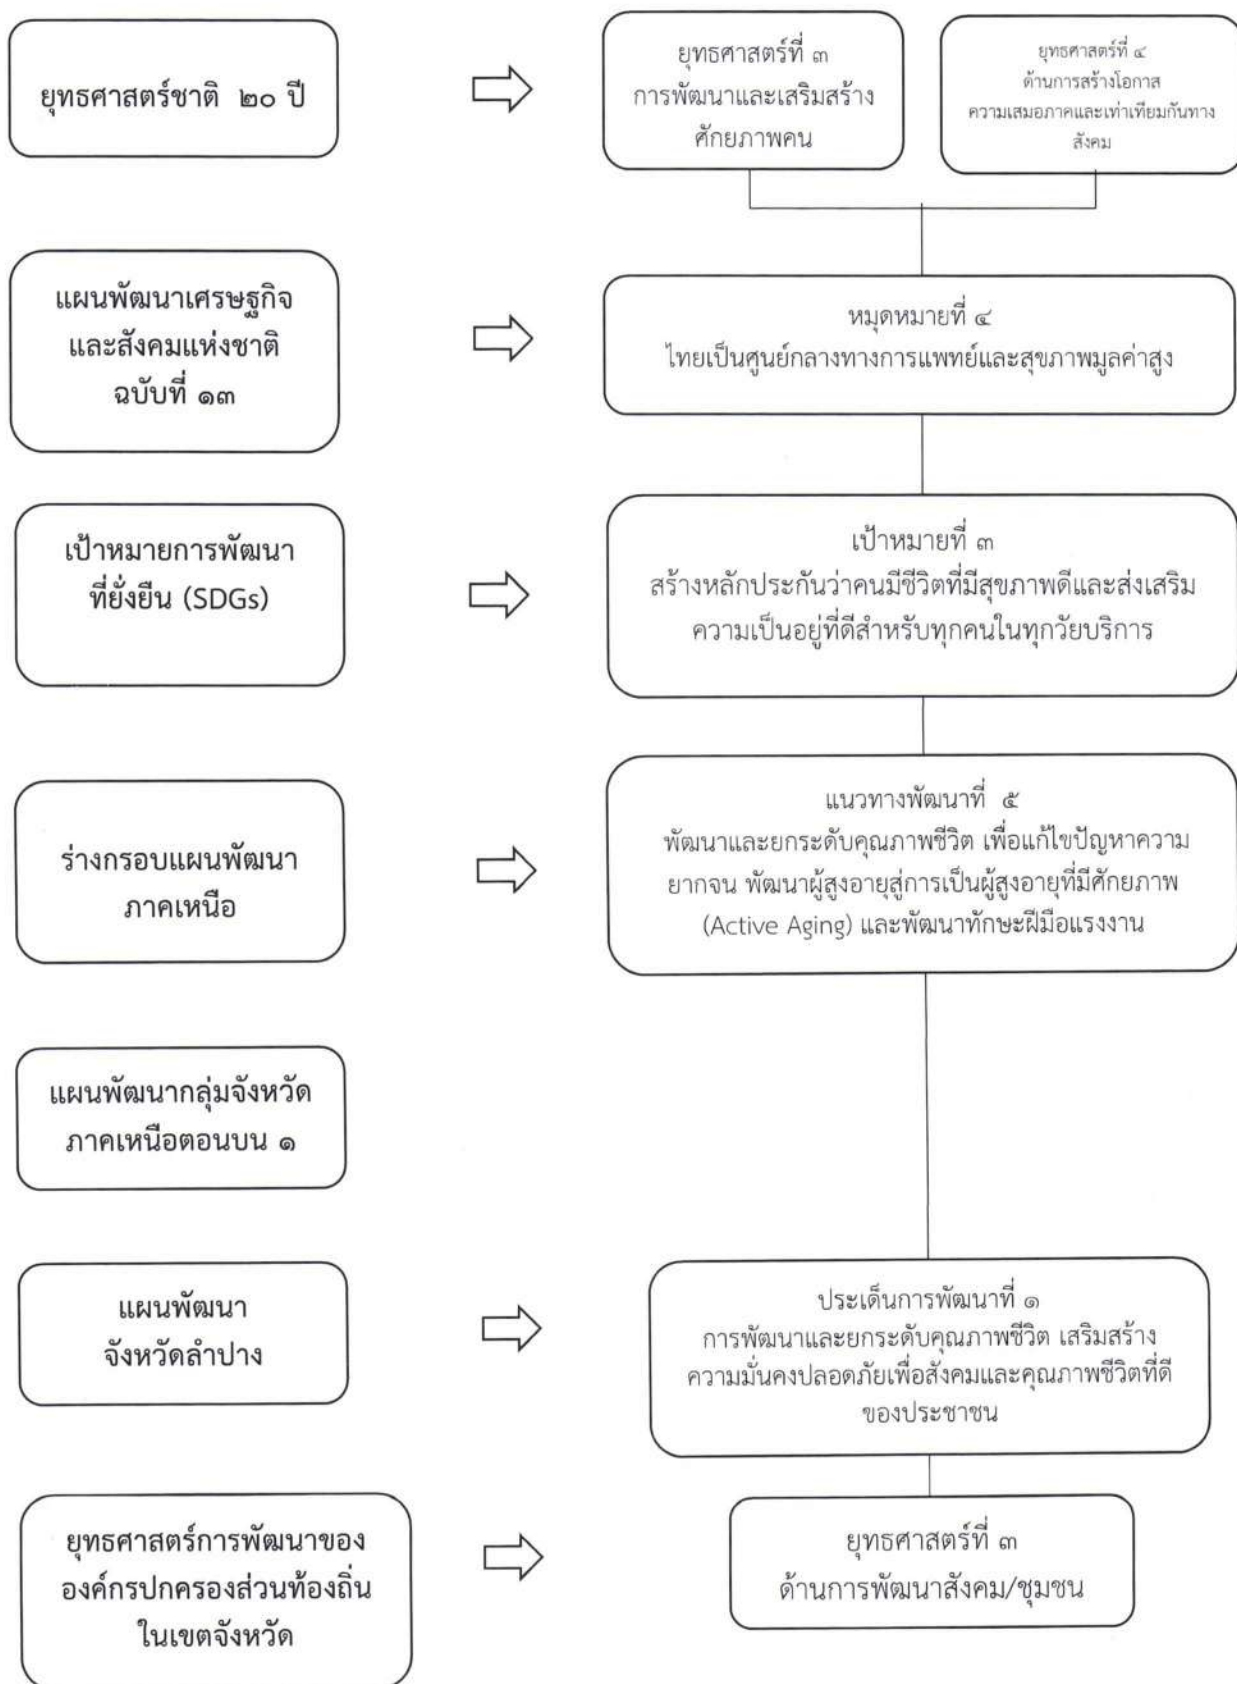 ยุทธศาสตร์ชาติ ๒๐ ปี
ยุทธศาสตร์ที่ ๓
การพัฒนาและเสริมสร้าง
ศักยภาพคน
ยุทธศาสตร์ที่ ๔
ด้านการสร้างโอกาส
ความเสมอภาคและเท่าเทียมกันทาง
สังคม
แผนพัฒนาเศรษฐกิจ
และสังคมแห่งชาติ
ฉบับที่ ๑๓
หมุดหมายที่ ๔
ไทยเป็นศูนย์กลางทางการแพทย์และสุขภาพมูลค่าสูง
เป้าหมายการพัฒนา
ที่ยั่งยืน (SDGs)
เป้าหมายที่ ๓
สร้างหลักประกันว่าคนมีชีวิตที่มีสุขภาพดีและส่งเสริม
ความเป็นอยู่ที่ดีสำหรับทุกคนในทุกวัยบริการ
ร่างกรอบแผนพัฒนา
ภาคเหนือ
แนวทางพัฒนาที่ ๕
พัฒนาและยกระดับคุณภาพชีวิต เพื่อแก้ไขปัญหาความ
ยากจน พัฒนาผู้สูงอายุสู่การเป็นผู้สูงอายุที่มีศักยภาพ
(Active Aging) และพัฒนาทักษะฝีมือแรงงาน
แผนพัฒนากลุ่มจังหวัด
ภาคเหนือตอนบน ๑
แผนพัฒนา
จังหวัดลำปาง
ประเด็นการพัฒนาที่ ๑
การพัฒนาและยกระดับคุณภาพชีวิต เสริมสร้าง
ความมั่นคงปลอดภัยเพื่อสังคมและคุณภาพชีวิตที่ดี
ของประชาชน
ยุทธศาสตร์การพัฒนาของ
องค์กรปกครองส่วนท้องถิ่น
ในเขตจังหวัด
ยุทธศาสตร์ที่ ๓
ด้านการพัฒนาสังคม/ชุมชน